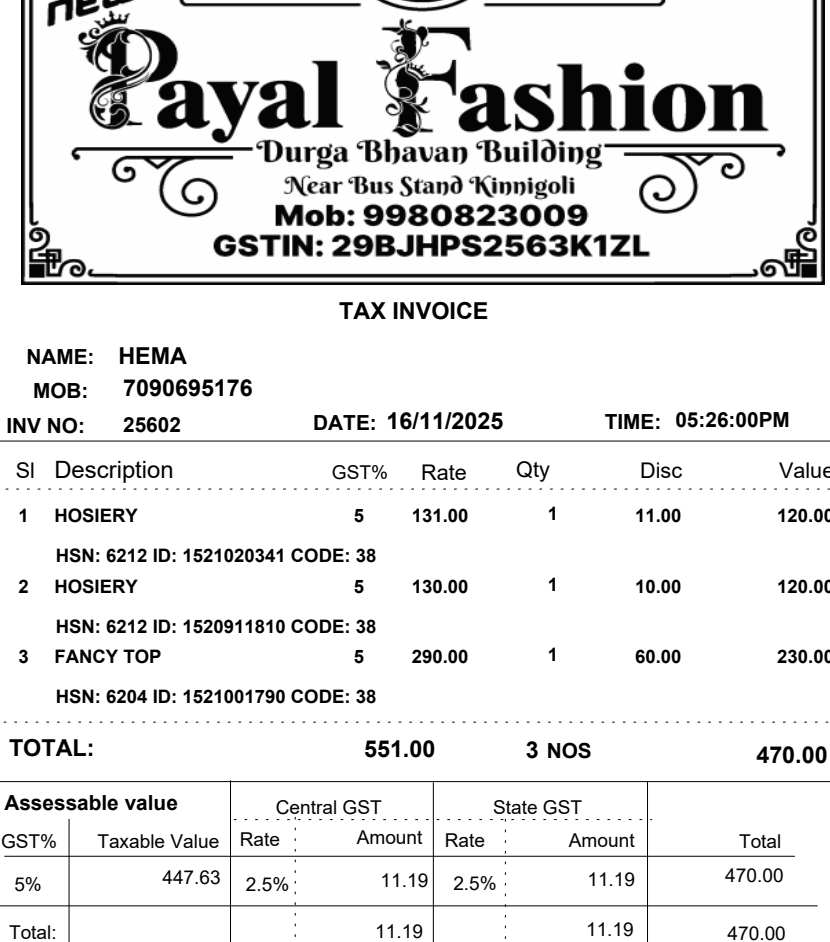 new
Payal Fashion
Durga Bhavan Building
Near Bus Stand Kinnigoli
Mob: 9980823009
GSTIN: 29BJHPS2563K1ZL
TAX INVOICE
NAME: HEMA
MOB: 7090695176
INV NO: 25602 DATE: 16/11/2025 TIME: 05:26:00PM
Sl Description GST% Rate Qty Disc Value
1 HOSIERY 5 131.00 1 11.00 120.00
HSN: 6212 ID: 1521020341 CODE: 38
2 HOSIERY 5 130.00 1 10.00 120.00
HSN: 6212 ID: 1520911810 CODE: 38
3 FANCY TOP 5 290.00 1 60.00 230.00
HSN: 6204 ID: 1521001790 CODE: 38
TOTAL: 551.00 3 NOS 470.00
Assessable value Central GST State GST
GST% Taxable Value Rate Amount Rate Amount Total
5% 447.63 2.5% 11.19 2.5% 11.19 470.00
Total: 11.19 11.19 470.00